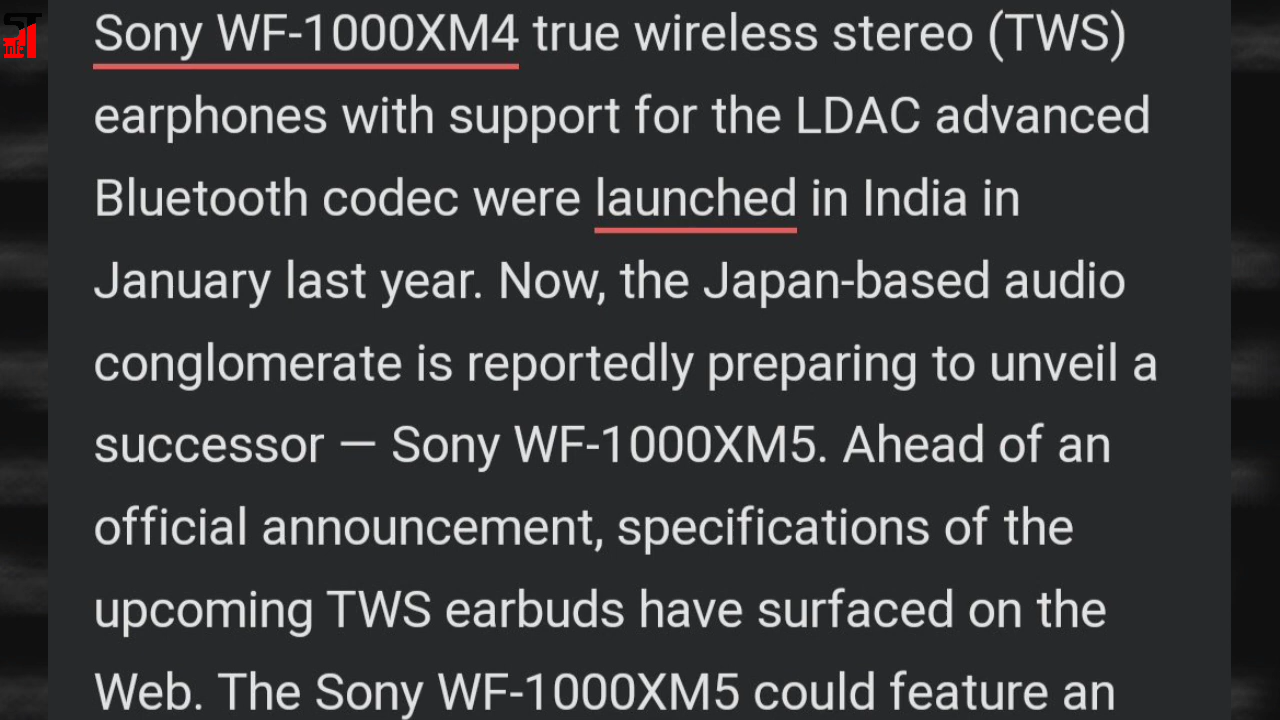 ST
info
Sony WF-1000XM4 true wireless stereo (TWS)
earphones with support for the LDAC advanced
Bluetooth codec were launched in India in
January last year. Now, the Japan-based audio
conglomerate is reportedly preparing to unveil a
successor — Sony WF-1000XM5. Ahead of an
official announcement, specifications of the
upcoming TWS earbuds have surfaced on the
Web. The Sony WF-1000XM5 could feature an